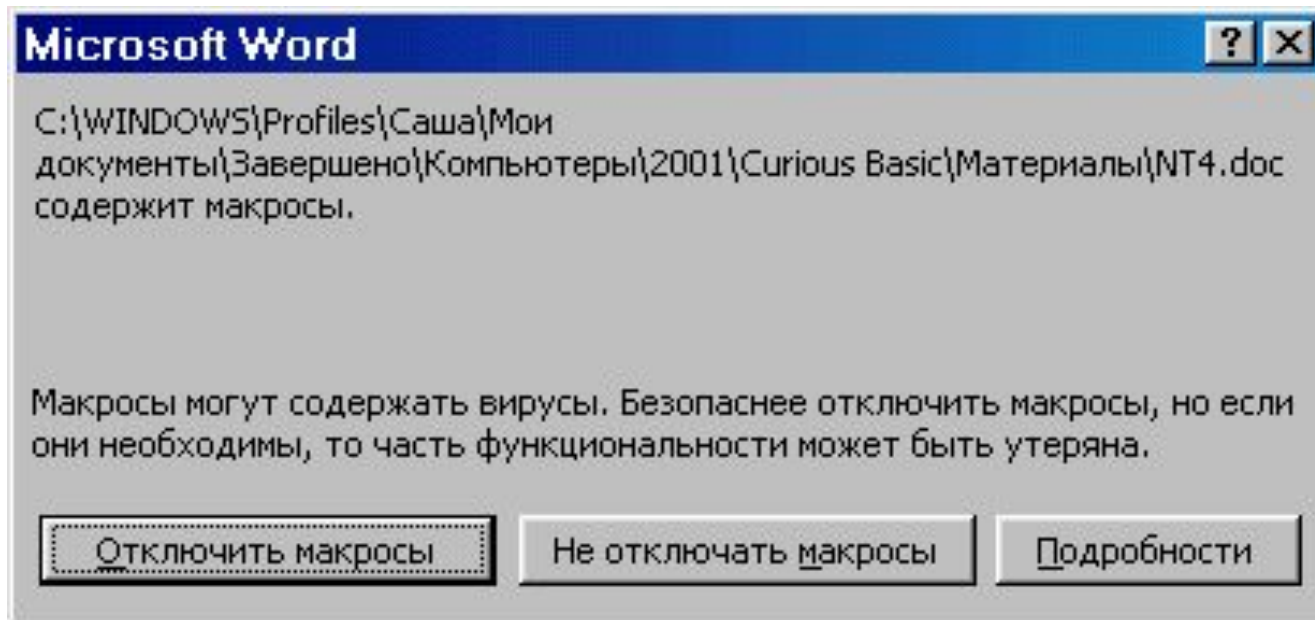 Microsoft Word
C:\WINDOWS\Profiles\Саша\Мои
документы\Завершено\Компьютеры\2001\Curious Basic\Материалы\NT4.doc
содержит макросы.
Макросы могут содержать вирусы. Безопаснее отключить макросы, но если
они необходимы, то часть функциональности может быть утеряна.
Отключить макросы Не отключать макросы Подробности